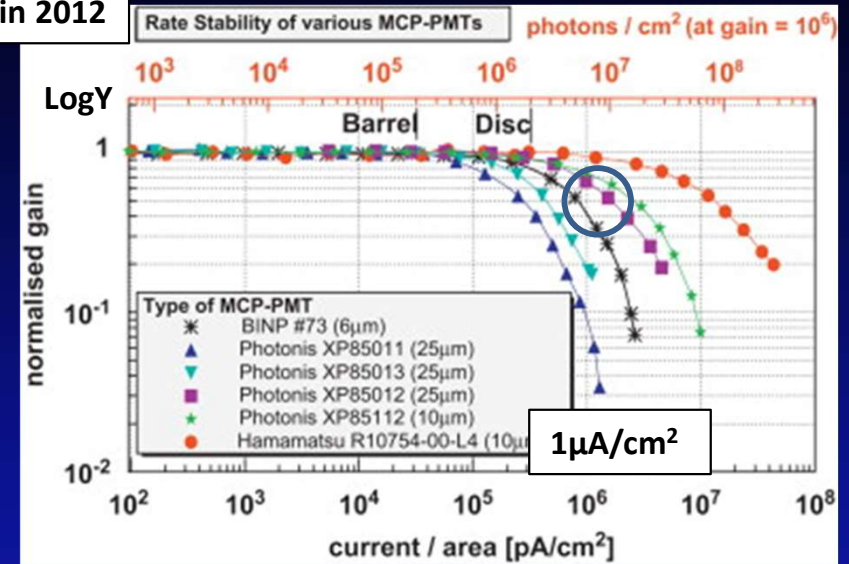 in 2012
Rate Stability of various MCP-PMTs
photons / cm² (at gain = 10⁶)
10³ 10⁴ 10⁵ 10⁶ 10⁷ 10⁸
LogY
Barrel Disc
1
10⁻¹
10⁻²
normalised gain
Type of MCP-PMT
BINP #73 (6μm)
Photonis XP85011 (25μm)
Photonis XP85013 (25μm)
Photonis XP85012 (25μm)
Photonis XP85112 (10μm)
Hamamatsu R10754-00-L4
1μA/cm²
10² 10³ 10⁴ 10⁵ 10⁶ 10⁷ 10⁸
current / area [pA/cm²]